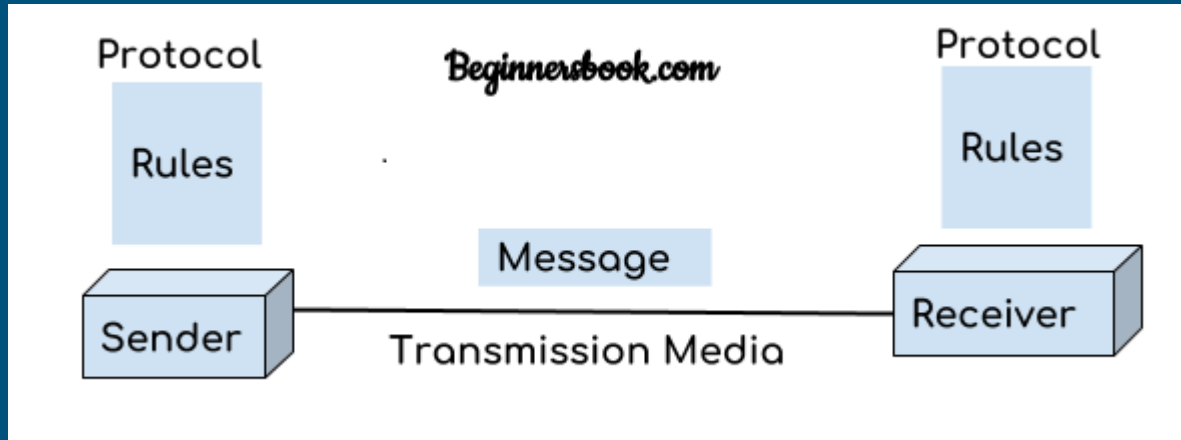 Protocol
Beginnersbook.com
Protocol
Rules
Rules
Message
Sender
Receiver
Transmission Media